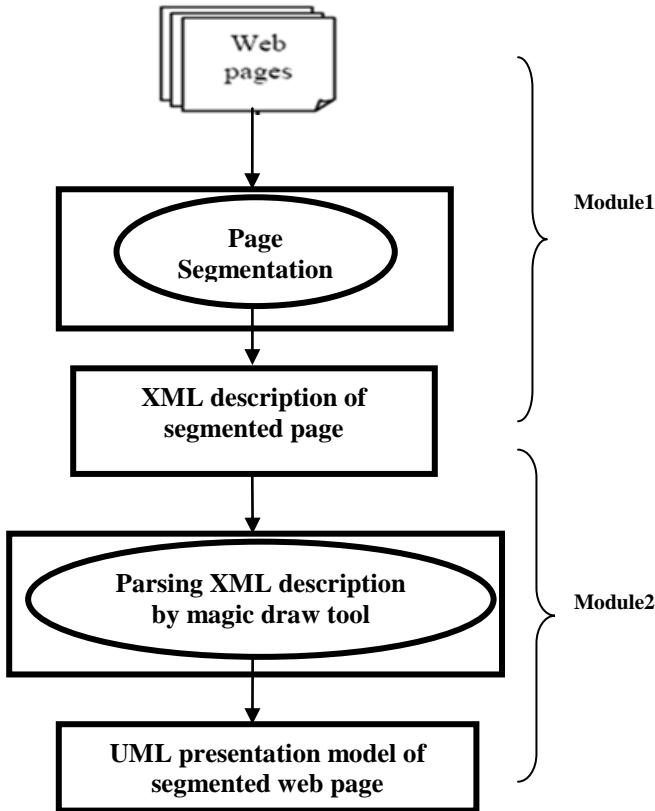 Web
pages
Module1
Page
Segmentation
XML description of
segmented page
Parsing XML description
by magic draw tool
Module2
UML presentation model of
segmented web page